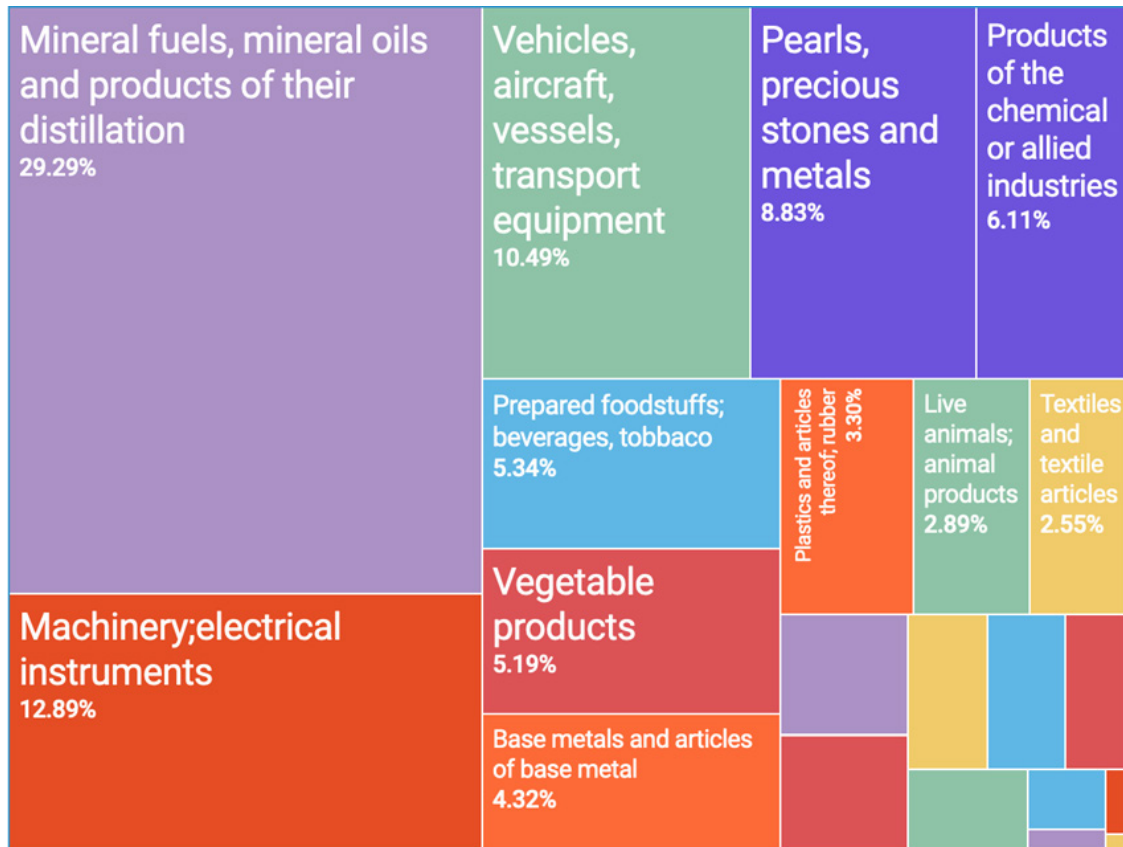 Mineral fuels, mineral oils
and products of their
distillation
29.29%
Machinery;electrical
instruments
12.89%
Vehicles,
aircraft,
vessels,
transport
equipment
10.49%
Pearls,
precious
stones and
metals
8.83%
Products
of the
chemical
or allied
industries
6.11%
Prepared foodstuffs;
beverages, tobbaco
5.34%
Vegetable
products
5.19%
Base metals and articles
of base metal
4.32%
Plastics and articles
thereof; rubber
3.30%
Live
animals;
animal
products
2.89%
Textiles
and
textile
articles
2.55%